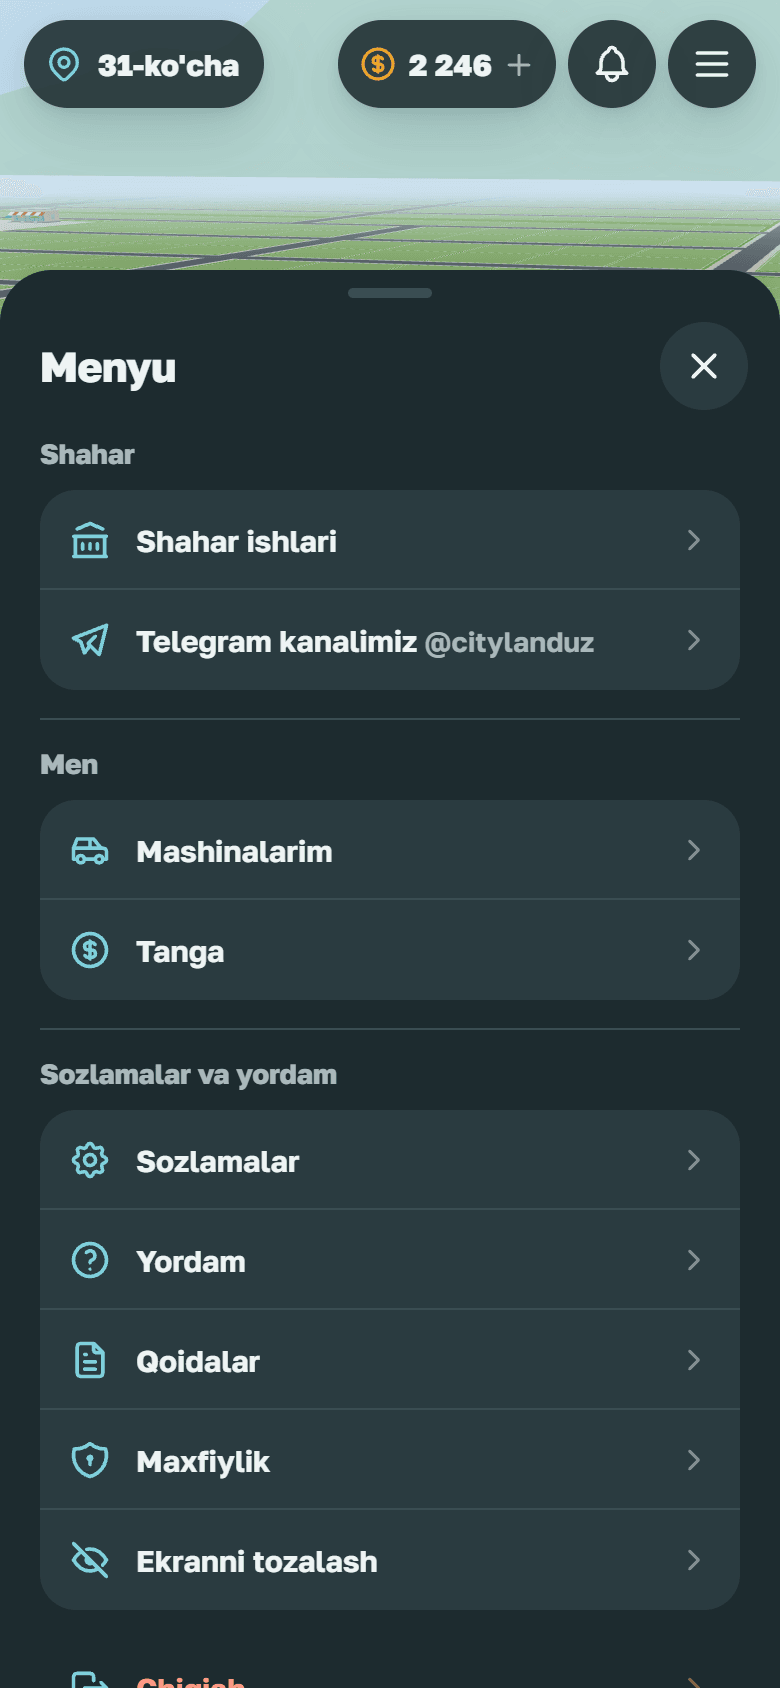 31-ko'cha
2 246
Menyu
Shahar
Shahar ishlari
Telegram kanalimiz @citylanduz
Men
Mashinalarim
Tanga
Sozlamalar va yordam
Sozlamalar
Yordam
Qoidalar
Maxfiylik
Ekranni tozalash
Chiqish